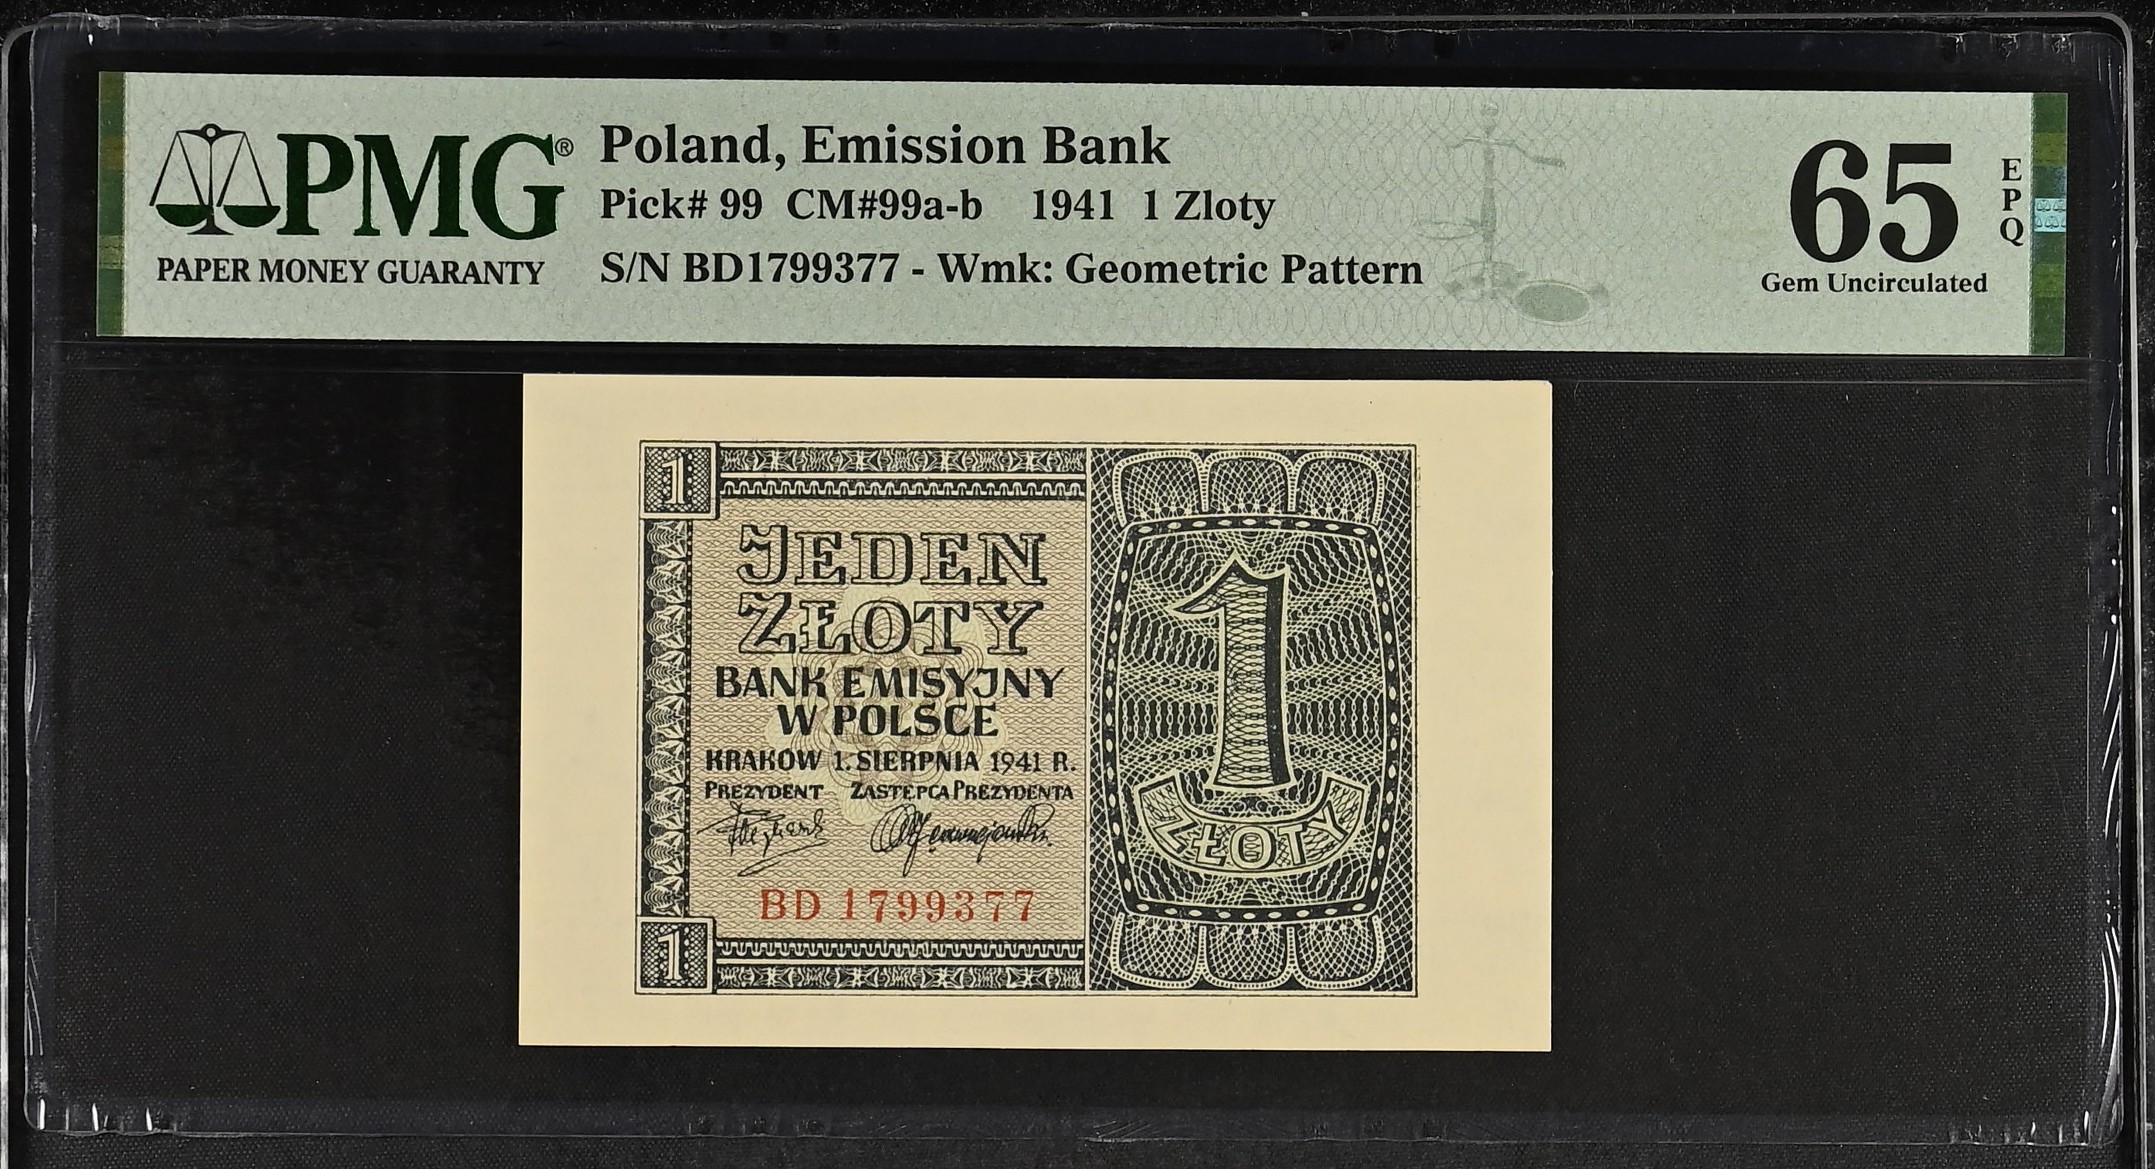 PMG®
PAPER MONEY GUARANTY
Poland, Emission Bank
Pick# 99 CM#99a-b 1941 1 Zloty
S/N BD1799377 - Wmk: Geometric Pattern
65
EPQ
Gem Uncirculated
1
JEDEN
ZŁOTY
BANK EMISYJNY
W POLSCE
KRAKÓW 1. SIERPNIA 1941 R.
PREZYDENT ZASTĘPCA PREZYDENTA
BD 1799377
1
1
ZŁOTY